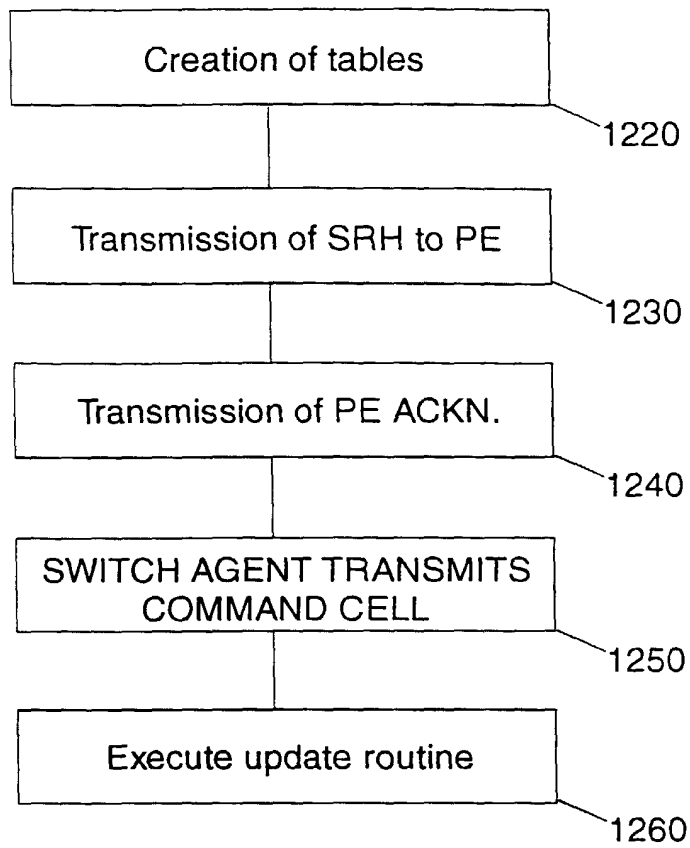 Creation of tables
1220
Transmission of SRH to PE
1230
Transmission of PE ACKN.
1240
SWITCH AGENT TRANSMITS
COMMAND CELL
1250
Execute update routine
1260